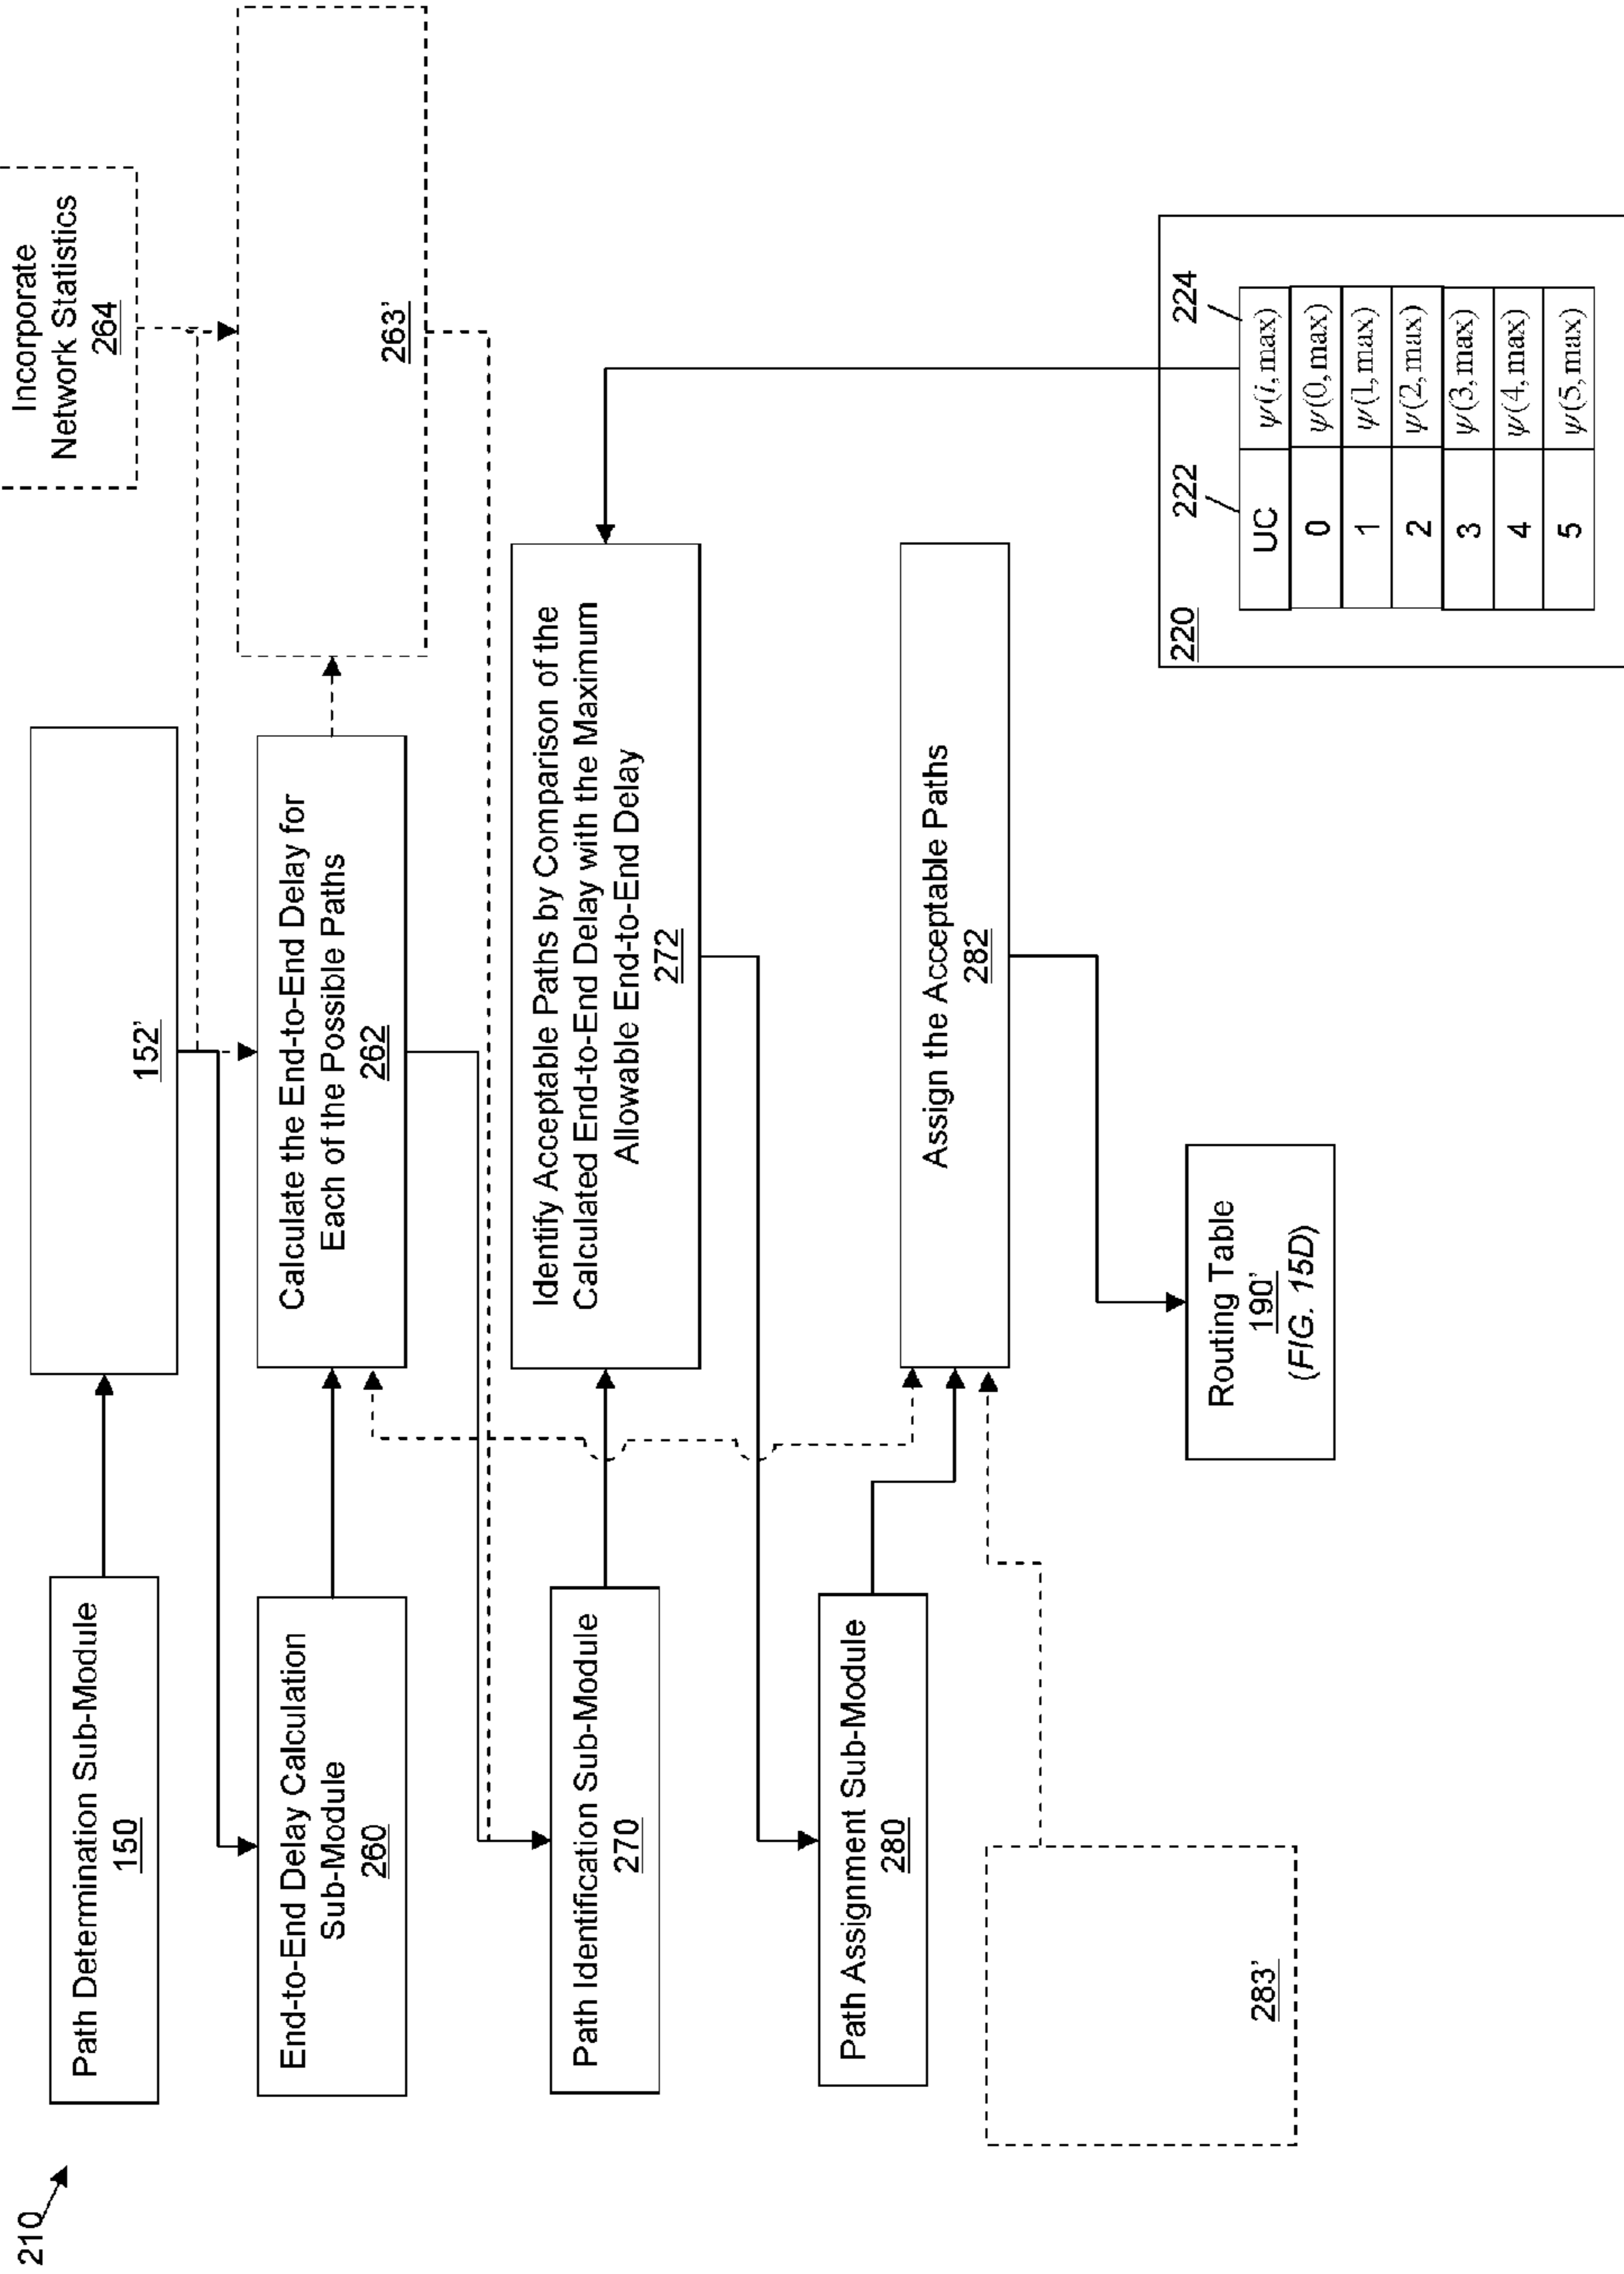 210
Path Determination Sub-Module
150
152'
Incorporate
Network Statistics
264
End-to-End Delay Calculation
Sub-Module
260
Calculate the End-to-End Delay for
Each of the Possible Paths
262
263'
Path Identification Sub-Module
270
Identify Acceptable Paths by Comparison of the
Calculated End-to-End Delay with the Maximum
Allowable End-to-End Delay
272
Path Assignment Sub-Module
280
Assign the Acceptable Paths
282
283'
Routing Table
190'
(FIG. 15D)
220
222
224
UC ψ(i,max)
0 ψ(0,max)
1 ψ(1,max)
2 ψ(2,max)
3 ψ(3,max)
4 ψ(4,max)
5 ψ(5,max)